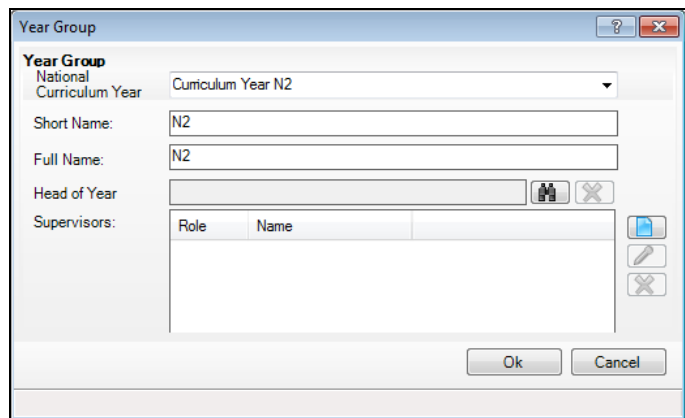 Year Group
?
Year Group
National
Curriculum Year
Curriculum Year N2
Short Name:
N2
Full Name:
N2
Head of Year
Supervisors:
Role Name
Ok Cancel